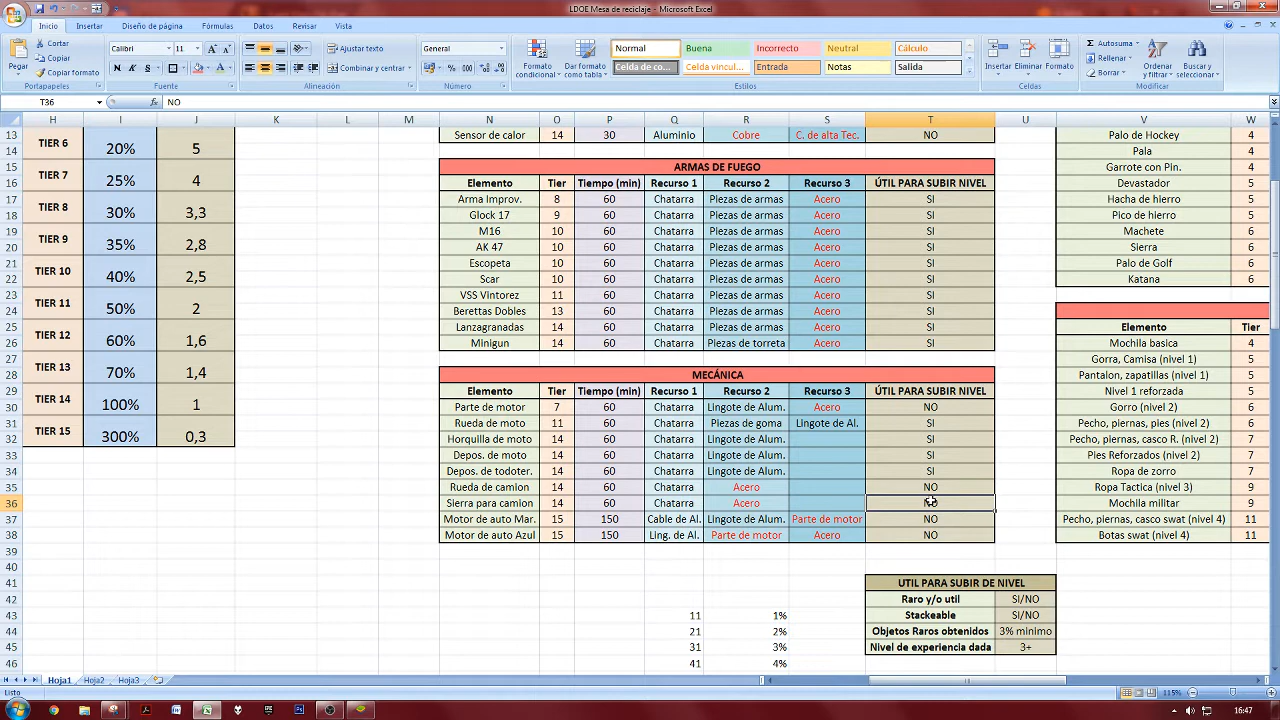 LDOE Mesa de reciclaje - Microsoft Excel
Inicio Insertar Diseño de página Fórmulas Datos Revisar Vista
Pegar Cortar Copiar Copiar formato Portapapeles
Calibri 11 N K S Fuente
Ajustar texto Combinar y centrar Alineación
General % 000 Número
Formato condicional Dar formato como tabla
Normal Buena Incorrecto Neutral Cálculo
Celda de co... Celda vincul... Entrada Notas Salida
Estilos
Insertar Eliminar Formato Celdas
Autosuma Rellenar Borrar Ordenar y filtrar Buscar y seleccionar Modificar
T36 fx NO
H I J K L M N O P Q R S T U V W
13 Sensor de calor 14 30 Aluminio Cobre C. de alta Tec. NO Palo de Hockey 4
14 TIER 6 20% 5 Pala 4
15 ARMAS DE FUEGO Garrote con Pin. 4
16 TIER 7 25% 4 Elemento Tier Tiempo (min) Recurso 1 Recurso 2 Recurso 3 ÚTIL PARA SUBIR NIVEL Devastador 5
17 Arma Improv. 8 60 Chatarra Piezas de armas Acero SI Hacha de hierro 5
18 TIER 8 30% 3,3 Glock 17 9 60 Chatarra Piezas de armas Acero SI Pico de hierro 5
19 M16 10 60 Chatarra Piezas de armas Acero SI Machete 6
20 TIER 9 35% 2,8 AK 47 10 60 Chatarra Piezas de armas Acero SI Sierra 6
21 Escopeta 10 60 Chatarra Piezas de armas Acero SI Palo de Golf 6
22 TIER 10 40% 2,5 Scar 10 60 Chatarra Piezas de armas Acero SI Katana 6
23 VSS Vintorez 11 60 Chatarra Piezas de armas Acero SI
24 TIER 11 50% 2 Berettas Dobles 13 60 Chatarra Piezas de armas Acero SI
25 Lanzagranadas 14 60 Chatarra Piezas de armas Acero SI Elemento Tier
26 TIER 12 60% 1,6 Minigun 14 60 Chatarra Piezas de torreta Acero SI Mochila basica 4
27 Gorra, Camisa (nivel 1) 5
28 TIER 13 70% 1,4 MECÁNICA Pantalon, zapatillas (nivel 1) 5
29 Elemento Tier Tiempo (min) Recurso 1 Recurso 2 Recurso 3 ÚTIL PARA SUBIR NIVEL Nivel 1 reforzada 5
30 TIER 14 100% 1 Parte de motor 7 60 Chatarra Lingote de Alum. Acero NO Gorro (nivel 2) 6
31 Rueda de moto 11 60 Chatarra Piezas de goma Lingote de Al. SI Pecho, piernas, pies (nivel 2) 6
32 TIER 15 300% 0,3 Horquilla de moto 14 60 Chatarra Lingote de Alum. SI Pecho, piernas, casco R. (nivel 2) 7
33 Depos. de moto 14 60 Chatarra Lingote de Alum. SI Pies Reforzados (nivel 2) 7
34 Depos. de todoter. 14 60 Chatarra Lingote de Alum. SI Ropa de zorro 7
35 Rueda de camion 14 60 Chatarra Acero NO Ropa Tactica (nivel 3) 9
36 Sierra para camion 14 60 Chatarra Acero NO Mochila militar 9
37 Motor de auto Mar. 15 150 Cable de Al. Lingote de Alum. Parte de motor NO Pecho, piernas, casco swat (nivel 4) 11
38 Motor de auto Azul 15 150 Ling. de Al. Parte de motor Acero NO Botas swat (nivel 4) 11
39
40
41 UTIL PARA SUBIR DE NIVEL
42 Raro y/o util SI/NO
43 11 1% Stackeable SI/NO
44 21 2% Objetos Raros obtenidos 3% minimo
45 31 3% Nivel de experiencia dada 3+
46 41 4%
Hoja1 Hoja2 Hoja3
Listo 115%
16:47